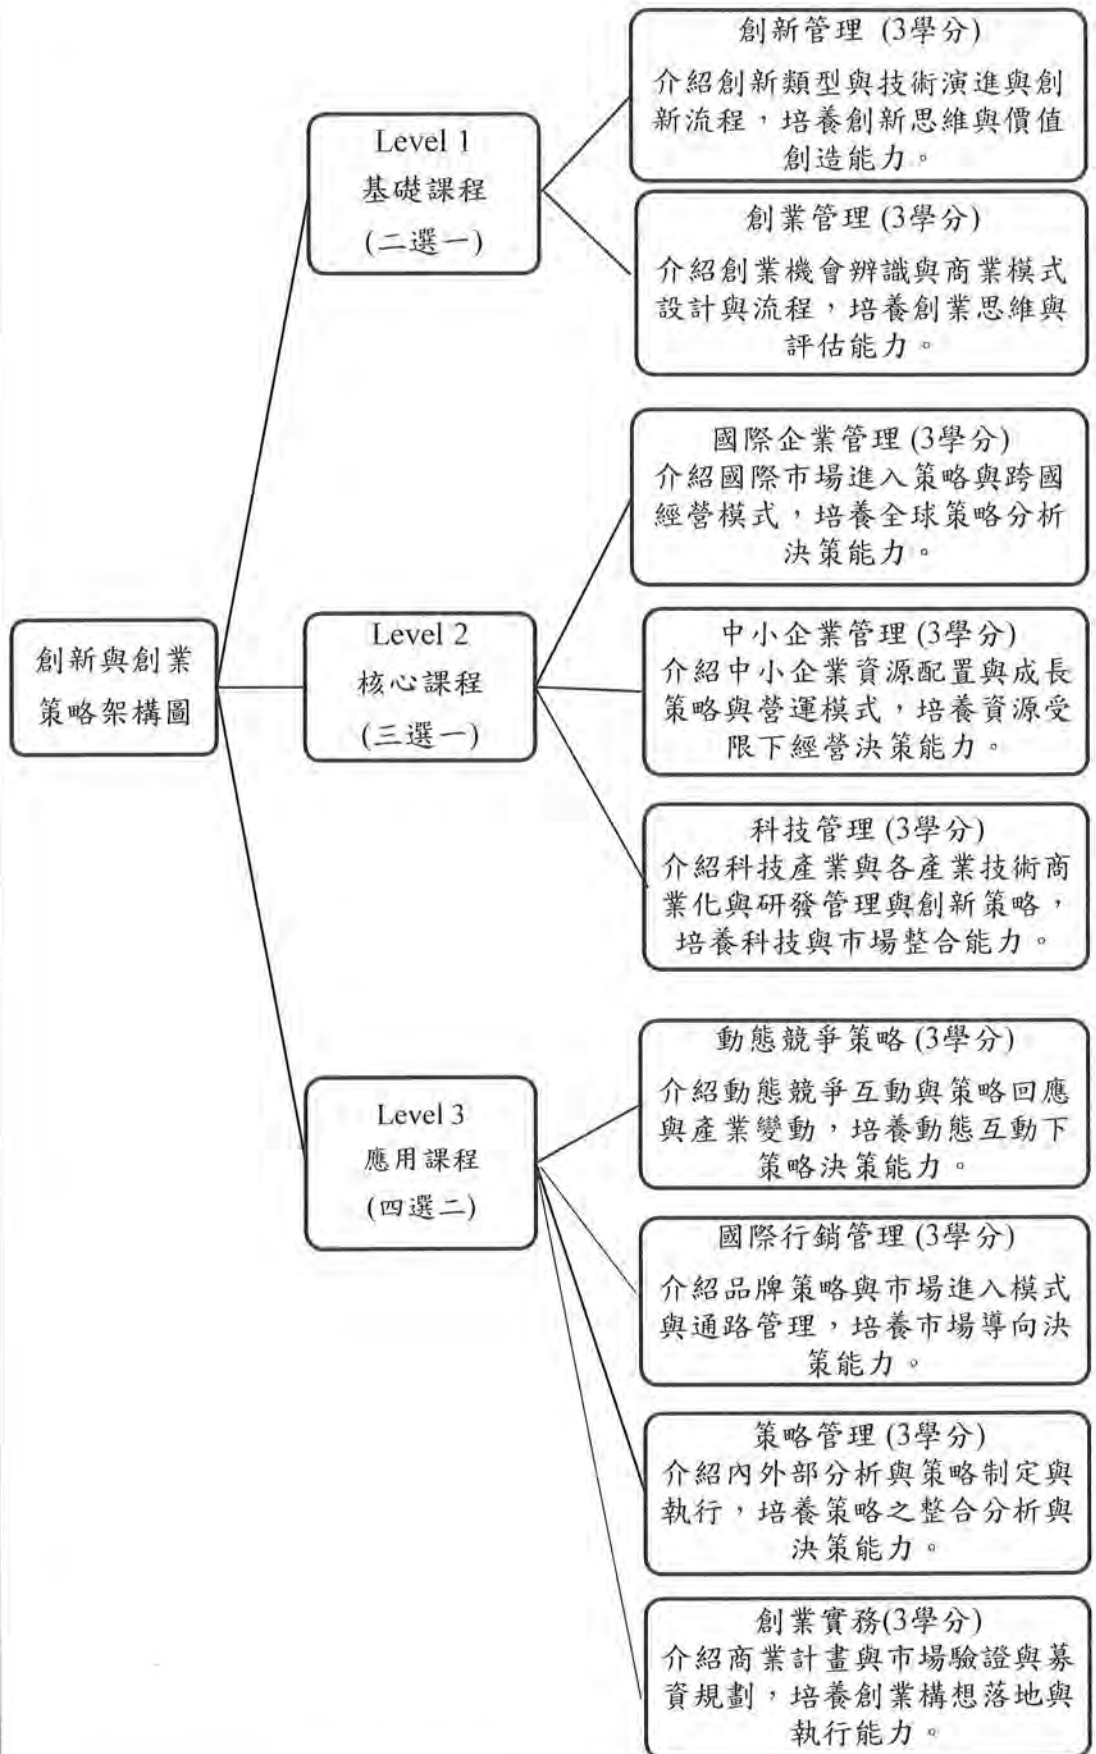 創新與創業
策略架構圖
Level 1
基礎課程
(二選一)
創新管理 (3學分)
介紹創新類型與技術演進與創
新流程，培養創新思維與價值
創造能力。
創業管理 (3學分)
介紹創業機會辨識與商業模式
設計與流程，培養創業思維與
評估能力。
Level 2
核心課程
(三選一)
國際企業管理 (3學分)
介紹國際市場進入策略與跨國
經營模式，培養全球策略分析
決策能力。
中小企業管理 (3學分)
介紹中小企業資源配置與成長
策略與營運模式，培養資源受
限下經營決策能力。
科技管理 (3學分)
介紹科技產業與各產業技術商
業化與研發管理與創新策略，
培養科技與市場整合能力。
Level 3
應用課程
(四選二)
動態競爭策略 (3學分)
介紹動態競爭互動與策略回應
與產業變動，培養動態互動下
策略決策能力。
國際行銷管理 (3學分)
介紹品牌策略與市場進入模式
與通路管理，培養市場導向決
策能力。
策略管理 (3學分)
介紹內外部分析與策略制定與
執行，培養策略之整合分析與
決策能力。
創業實務(3學分)
介紹商業計畫與市場驗證與募
資規劃，培養創業構想落地與
執行能力。